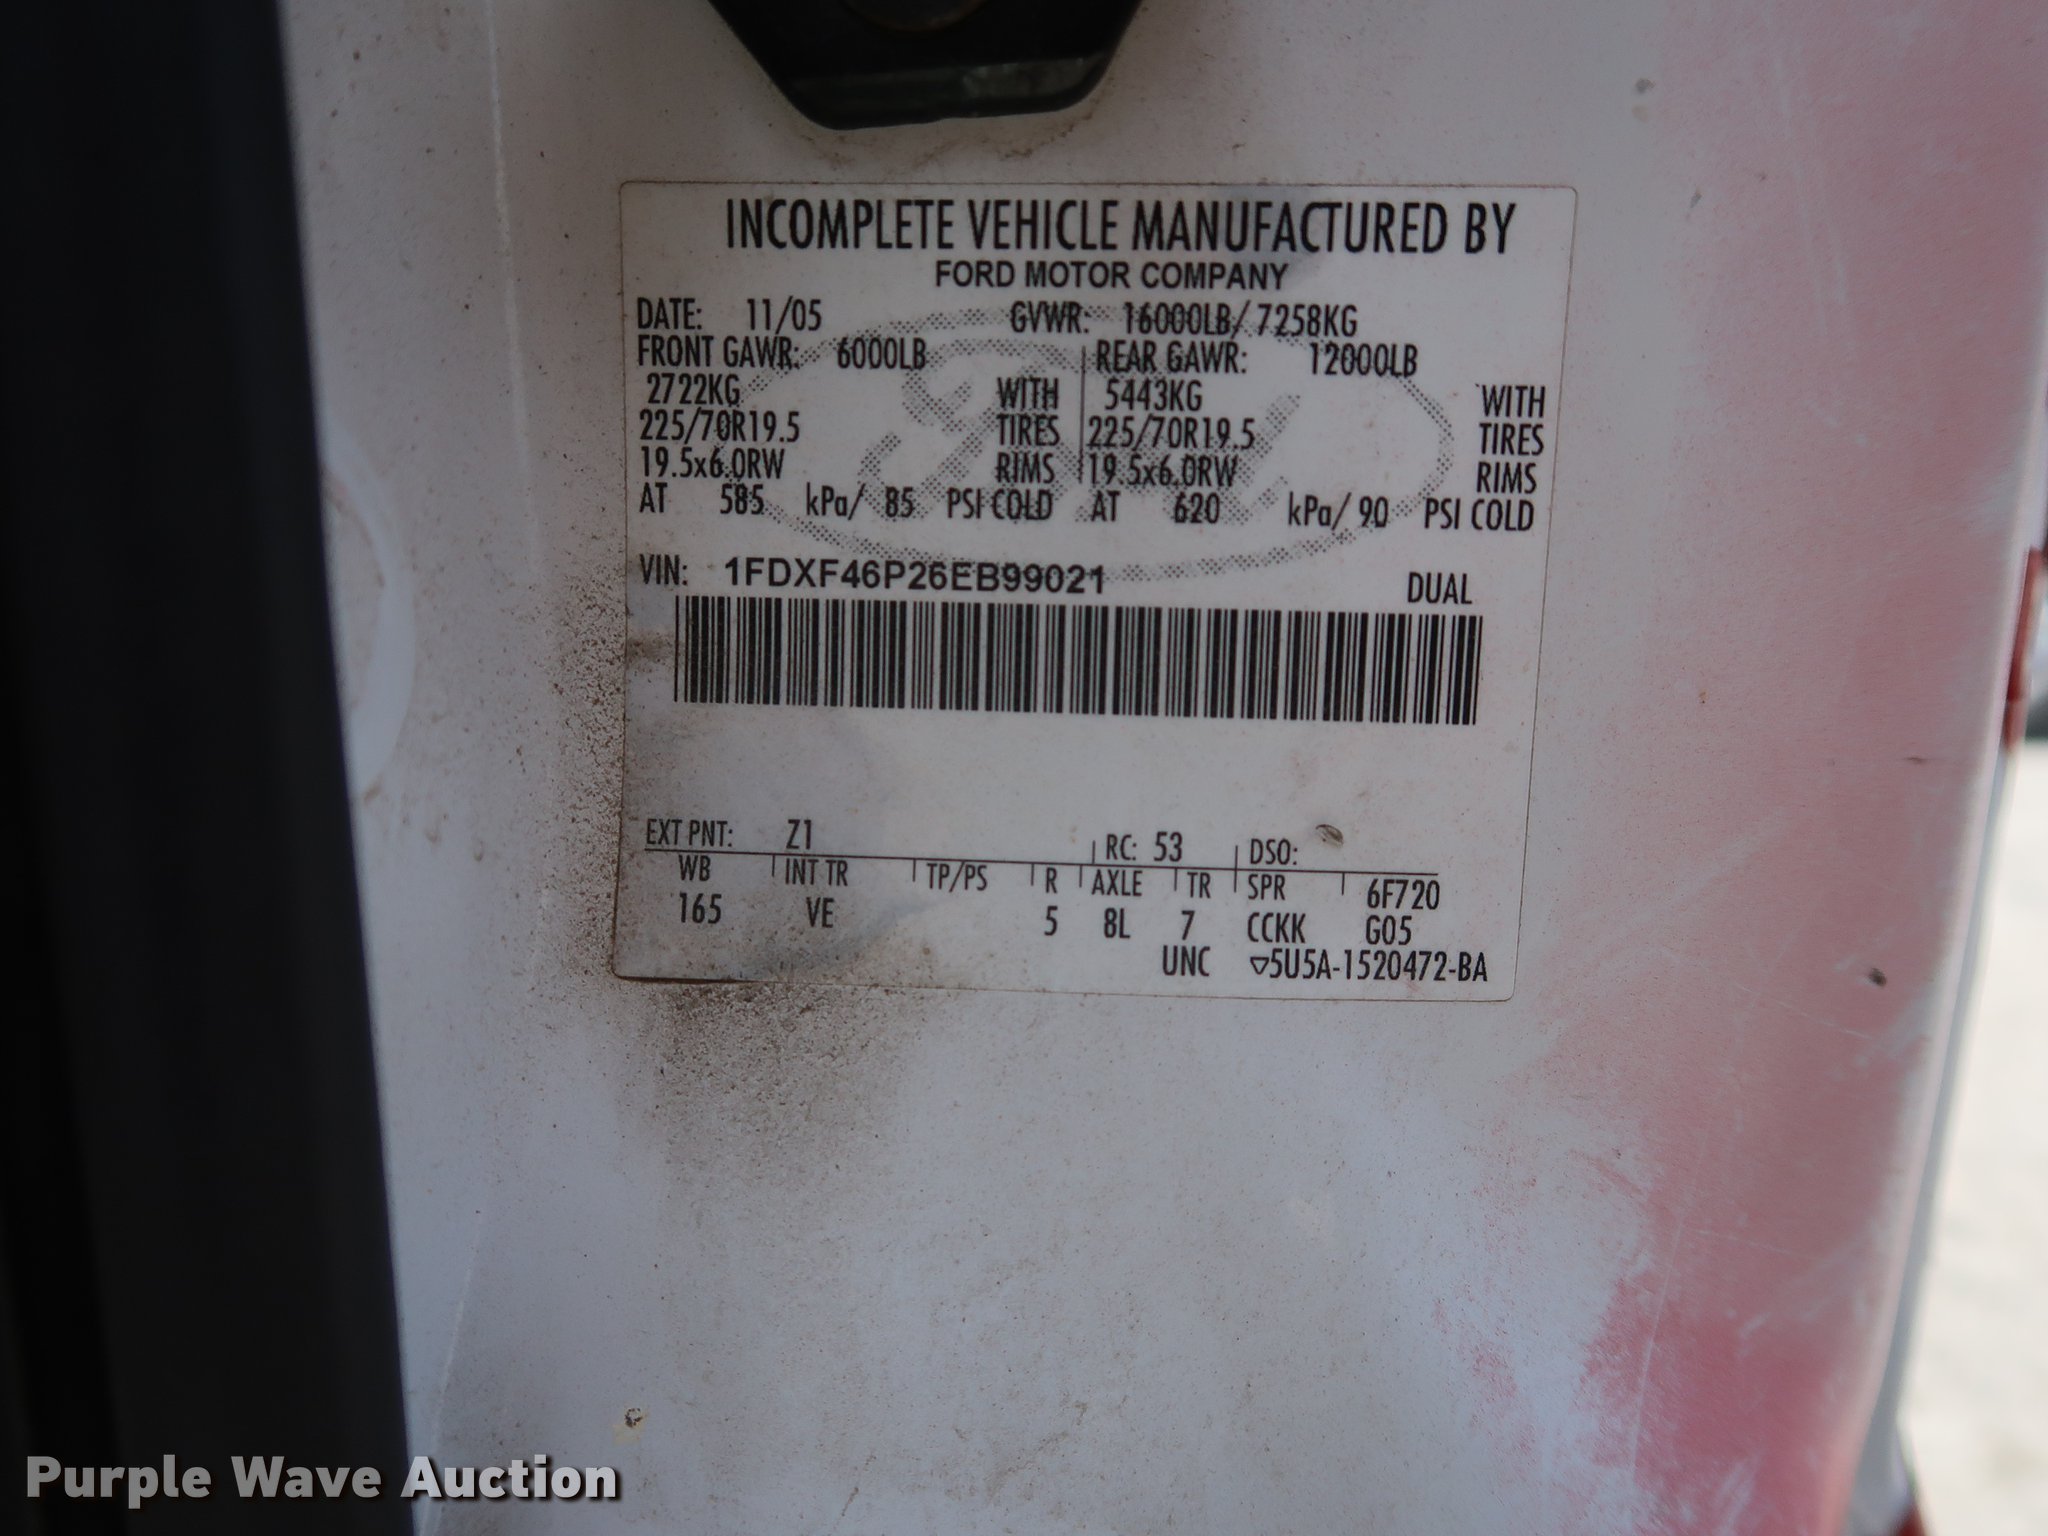 INCOMPLETE VEHICLE MANUFACTURED BY
FORD MOTOR COMPANY
DATE: 11/05 GVWR: 16000LB/ 7258KG
FRONT GAWR: 6000LB REAR GAWR: 12000LB
2722KG WITH 5443KG WITH
225/70R19.5 TIRES 225/70R19.5 TIRES
19.5x6.0RW RIMS 19.5x6.0RW RIMS
AT 585 kPa/ 85 PSI COLD AT 620 kPa/ 90 PSI COLD
VIN: 1FDXF46P26EB99021 DUAL
EXT PNT: Z1 RC: 53 DSO:
WB INT TR TP/PS R AXLE TR SPR 6F720
165 VE 5 8L 7 CCKK G05
UNC ▽5U5A-1520472-BA
Purple Wave Auction